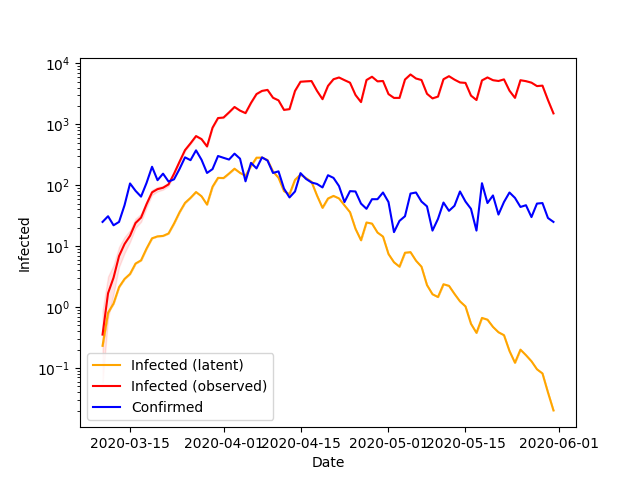 10⁴
10³
10²
10¹
10⁰
10⁻¹
Infected
Infected (latent)
Infected (observed)
Confirmed
2020-03-15
2020-04-01
2020-04-15
2020-05-01
2020-05-15
2020-06-01
Date